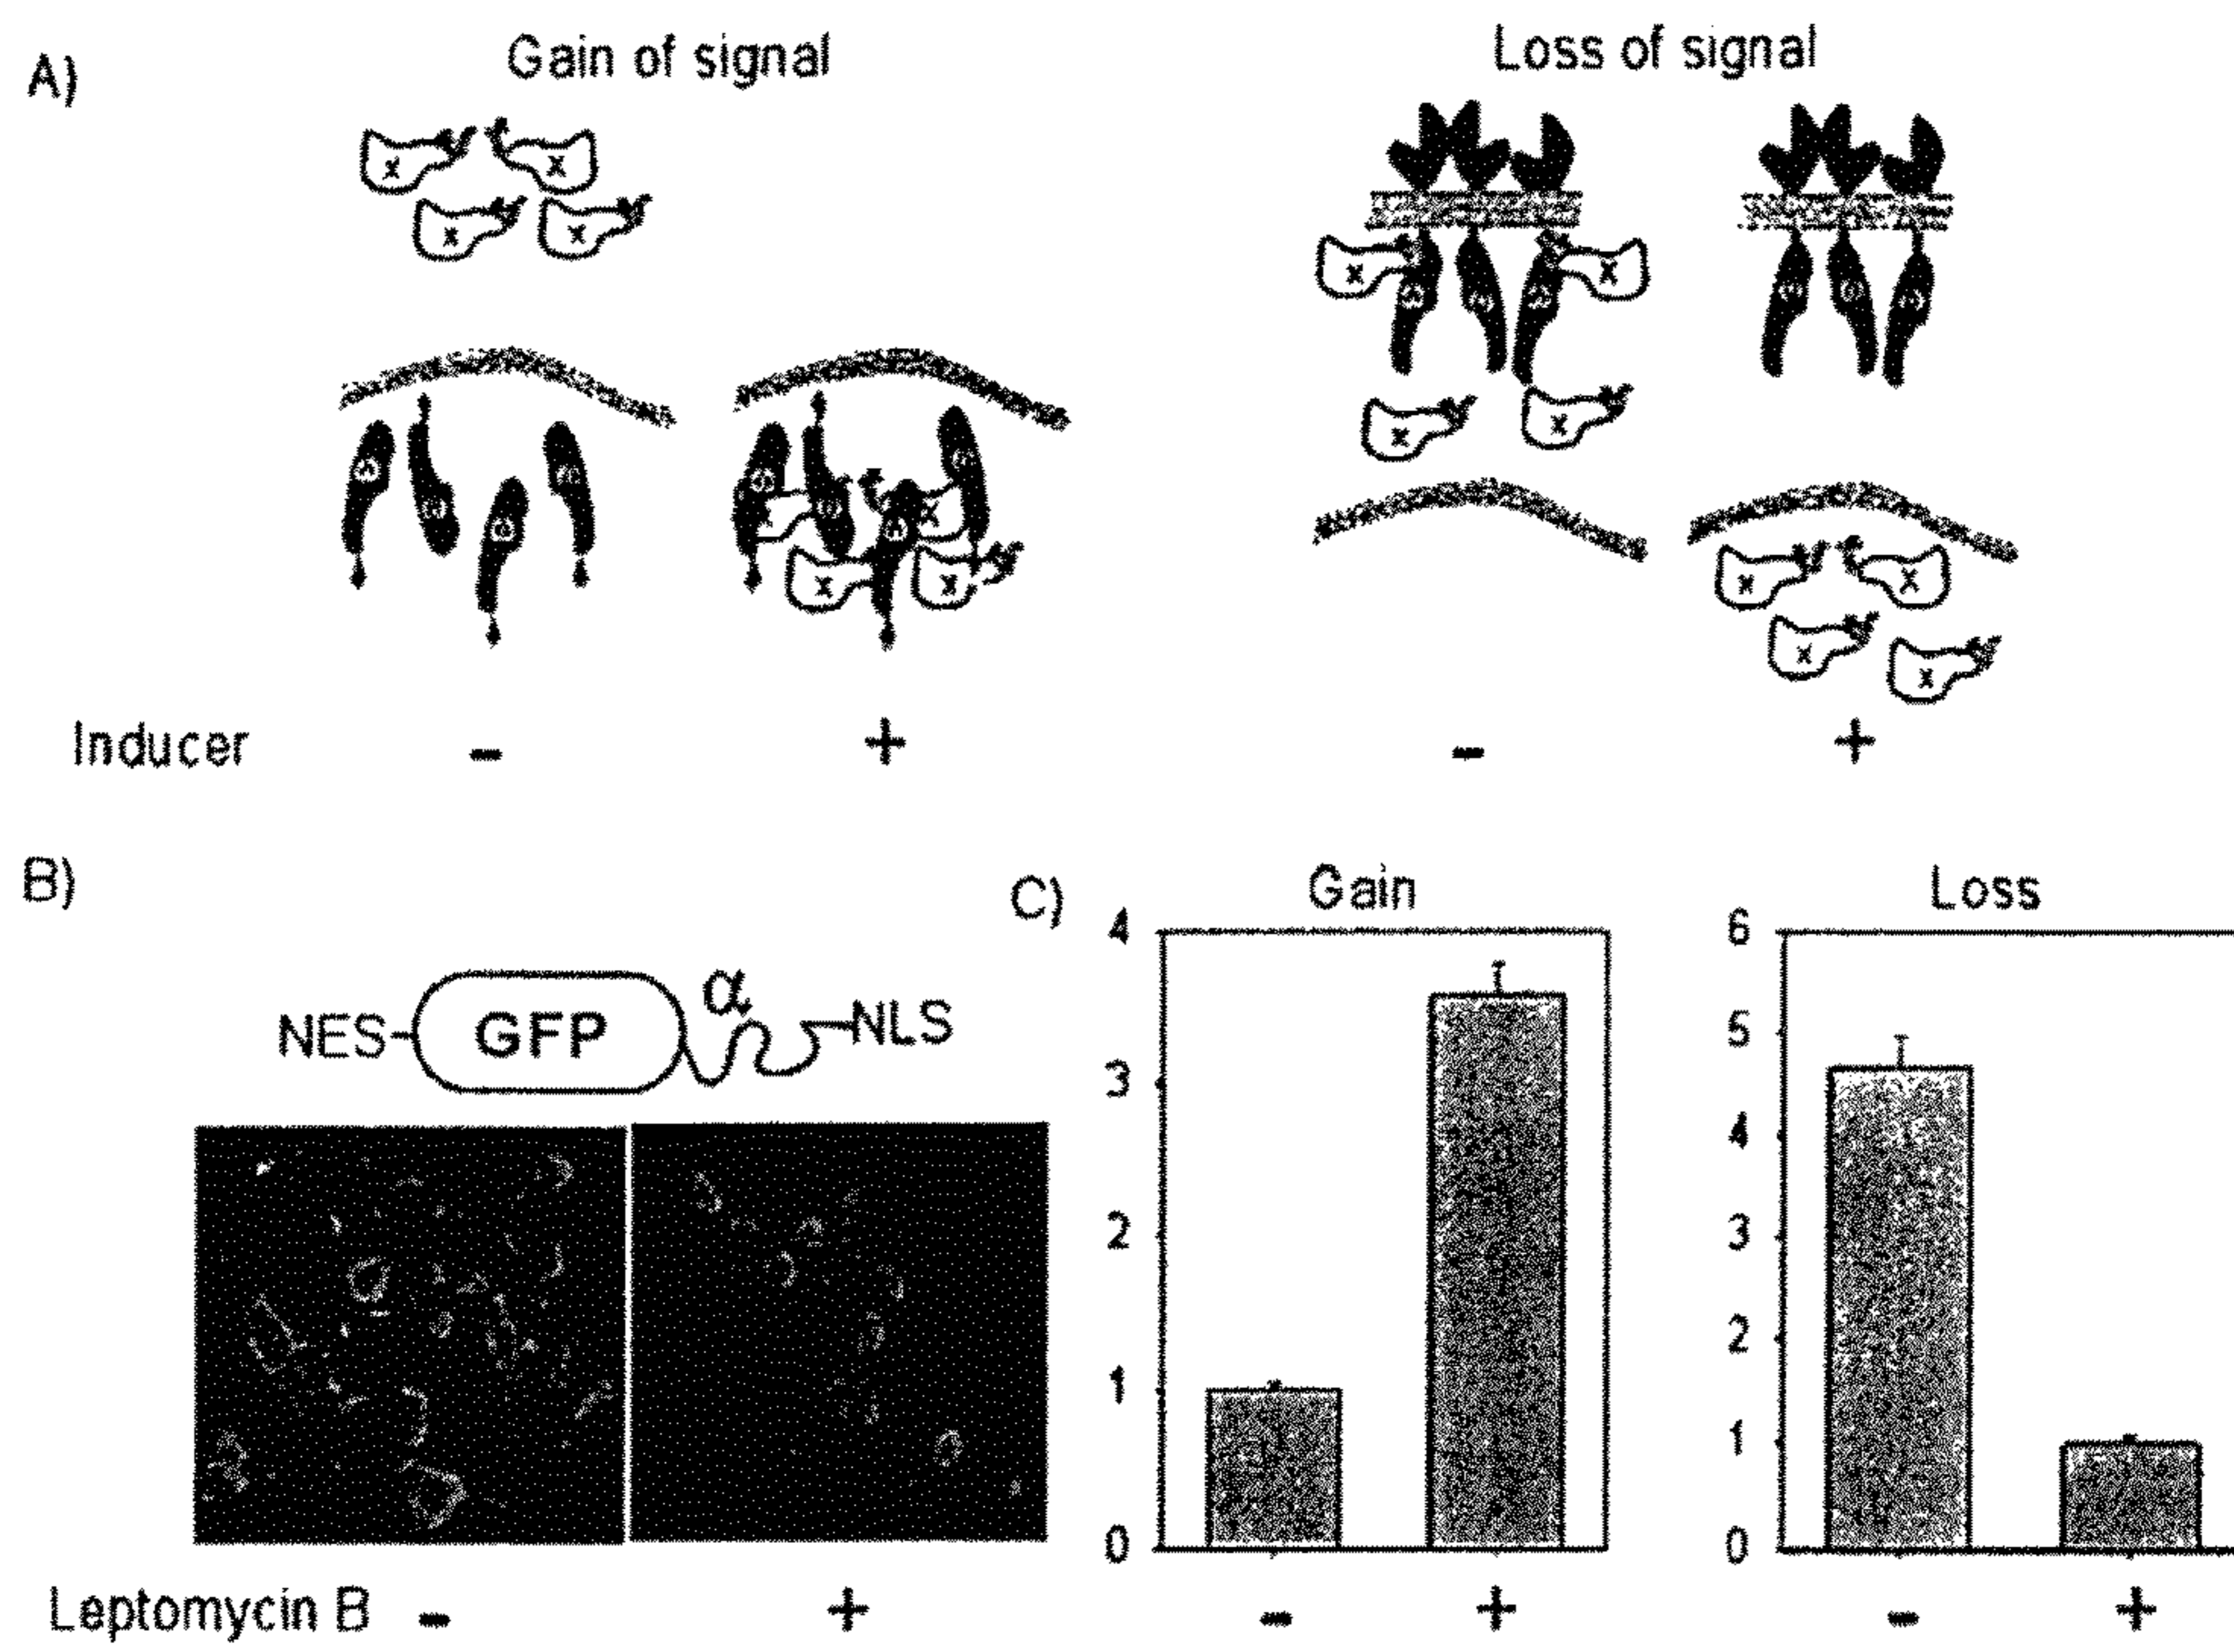 A)
Gain of signal
Loss of signal
x x
x x
x x
x x
x x
x x
x x
x x
Inducer - + - +
B)
C)
Gain
Loss
NES GFP α NLS
4
3
2
1
0
6
5
4
3
2
1
0
Leptomycin B - + - + - +